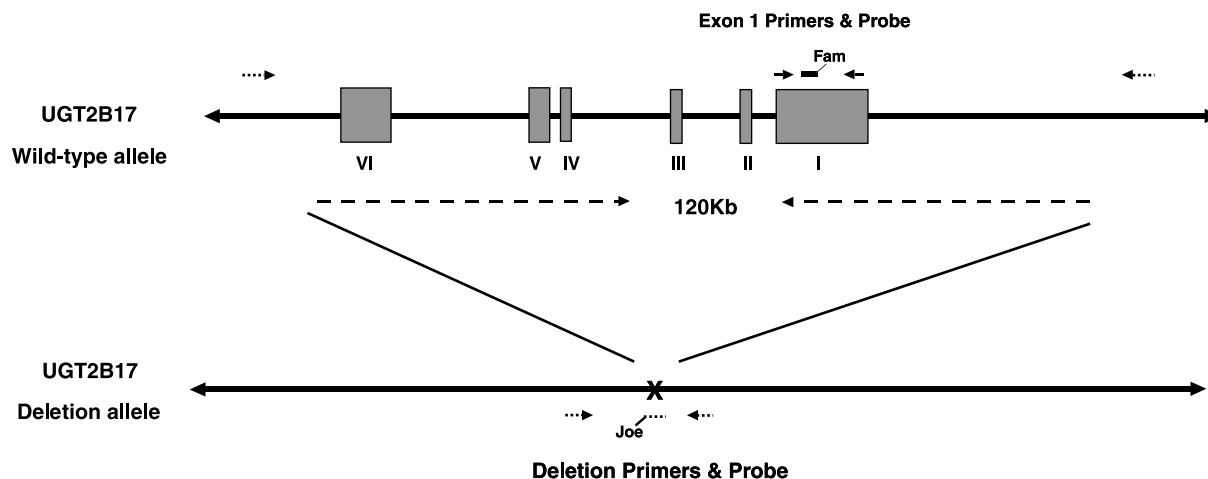 Exon 1 Primers & Probe
Fam
UGT2B17
Wild-type allele
VI V IV III II I
120Kb
UGT2B17
Deletion allele
X
Joe
Deletion Primers & Probe